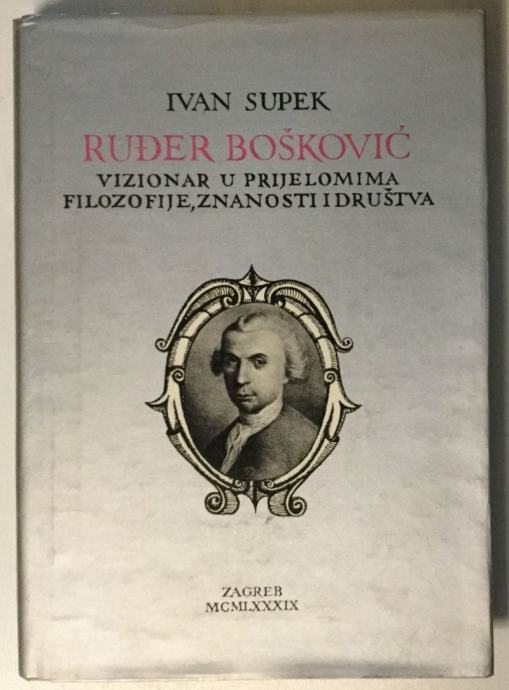 IVAN SUPEK
RUĐER BOŠKOVIĆ
VIZIONAR U PRIJELOMIMA
FILOZOFIJE, ZNANOSTI I DRUŠTVA
ZAGREB
MCMLXXXIX